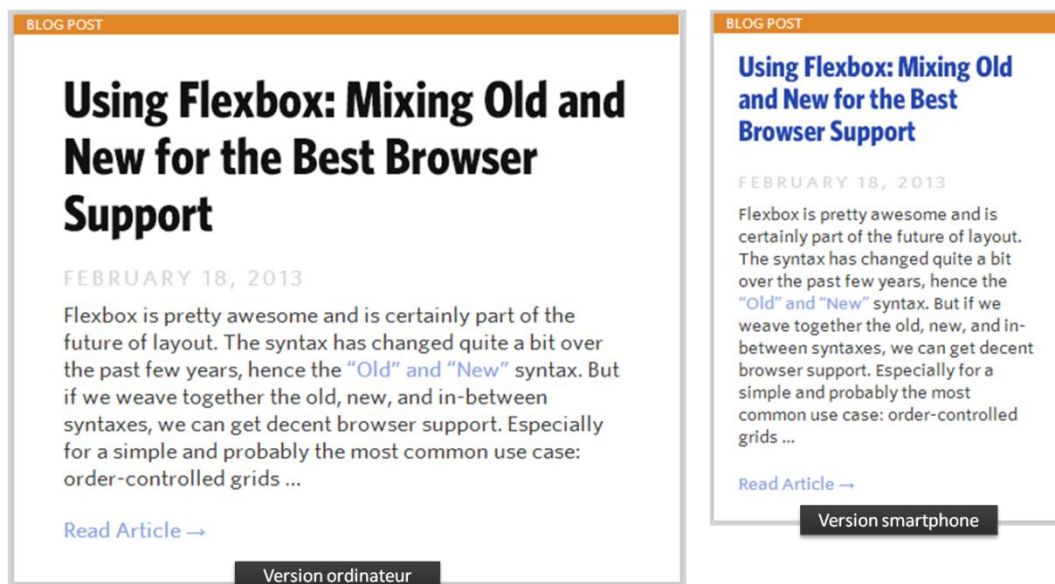 BLOG POST
Using Flexbox: Mixing Old and
New for the Best Browser
Support
FEBRUARY 18, 2013
Flexbox is pretty awesome and is certainly part of the
future of layout. The syntax has changed quite a bit over
the past few years, hence the “Old” and “New” syntax. But
if we weave together the old, new, and in-between
syntaxes, we can get decent browser support. Especially
for a simple and probably the most common use case:
order-controlled grids ...
Read Article →
Version ordinateur
BLOG POST
Using Flexbox: Mixing Old
and New for the Best
Browser Support
FEBRUARY 18, 2013
Flexbox is pretty awesome and is
certainly part of the future of layout.
The syntax has changed quite a bit
over the past few years, hence the
“Old” and “New” syntax. But if we
weave together the old, new, and in-
between syntaxes, we can get decent
browser support. Especially for a
simple and probably the most
common use case: order-controlled
grids ...
Read Article →
Version smartphone